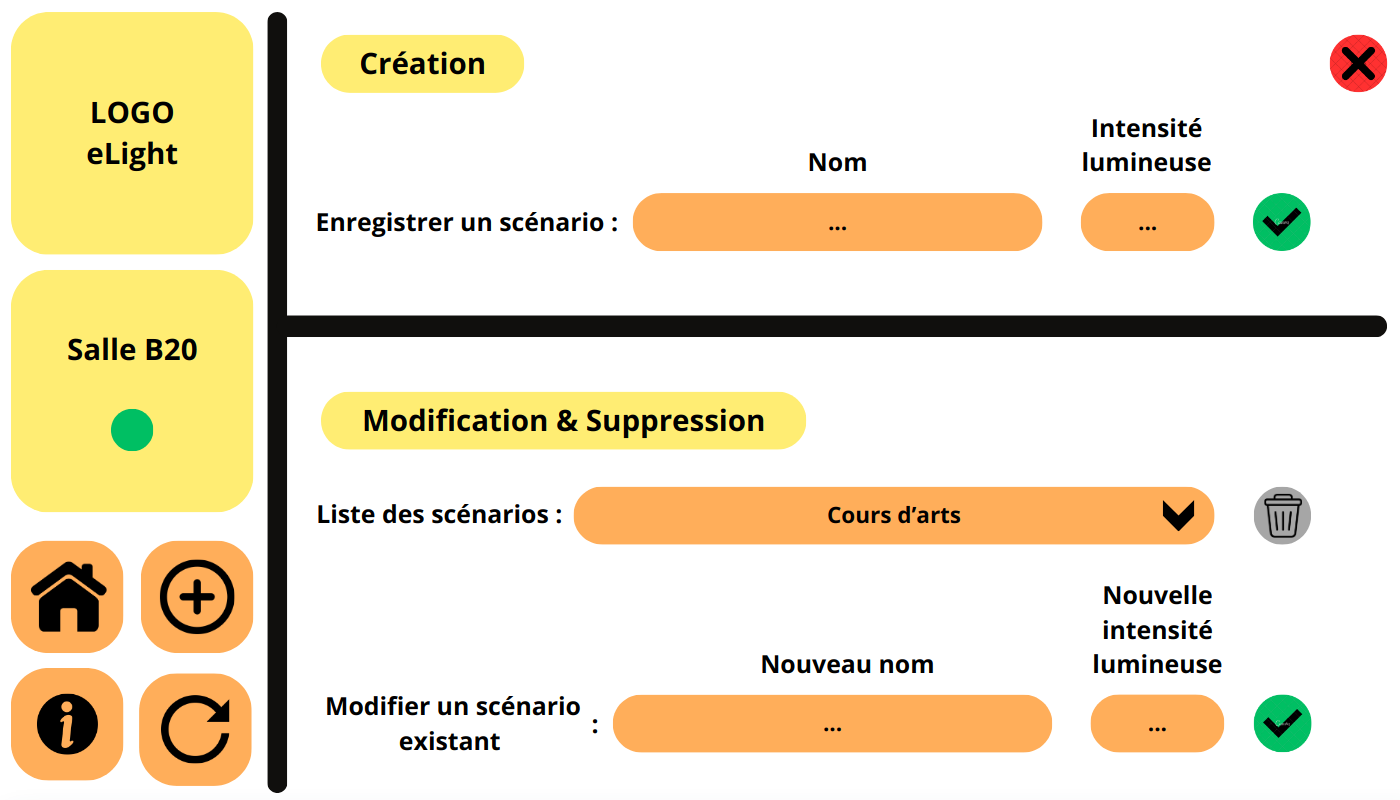 LOGO
eLight
Salle B20
Création
Nom
Intensité
lumineuse
Enregistrer un scénario :
...
...
Modification & Suppression
Liste des scénarios :
Cours d’arts
Nouveau nom
Nouvelle
intensité
lumineuse
Modifier un scénario
existant
:
...
...